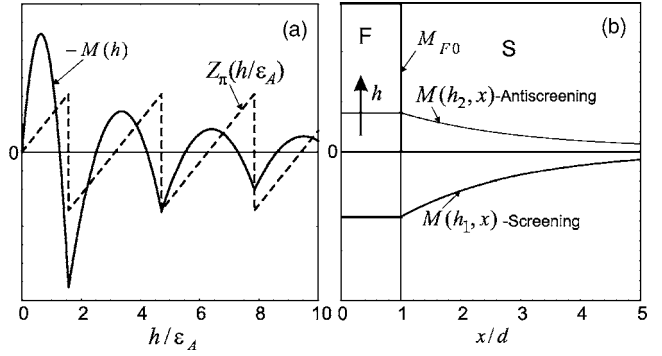 (a)
−M(h)
Z_π(h/ε_A)
0
0 2 4 6 8 10
h/ε_A
F
M_F0
S
(b)
h
M(h_2, x)-Antiscreening
0
M(h_1, x) -Screening
0 1 2 3 4 5
x/d